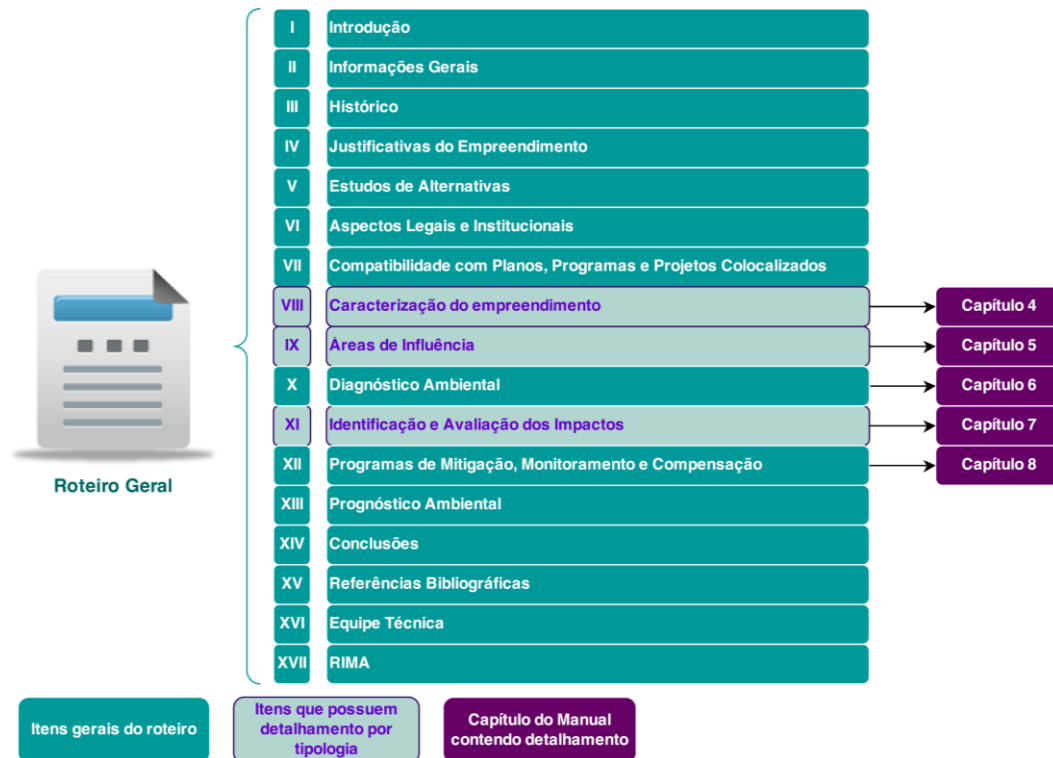 I Introdução
II Informações Gerais
III Histórico
IV Justificativas do Empreendimento
V Estudos de Alternativas
VI Aspectos Legais e Institucionais
VII Compatibilidade com Planos, Programas e Projetos Colocalizados
VIII Caracterização do empreendimento Capítulo 4
IX Áreas de Influência Capítulo 5
X Diagnóstico Ambiental Capítulo 6
XI Identificação e Avaliação dos Impactos Capítulo 7
XII Programas de Mitigação, Monitoramento e Compensação Capítulo 8
XIII Prognóstico Ambiental
XIV Conclusões
XV Referências Bibliográficas
XVI Equipe Técnica
XVII RIMA
Roteiro Geral
Itens gerais do roteiro
Itens que possuem
detalhamento por
tipologia
Capítulo do Manual
contendo detalhamento